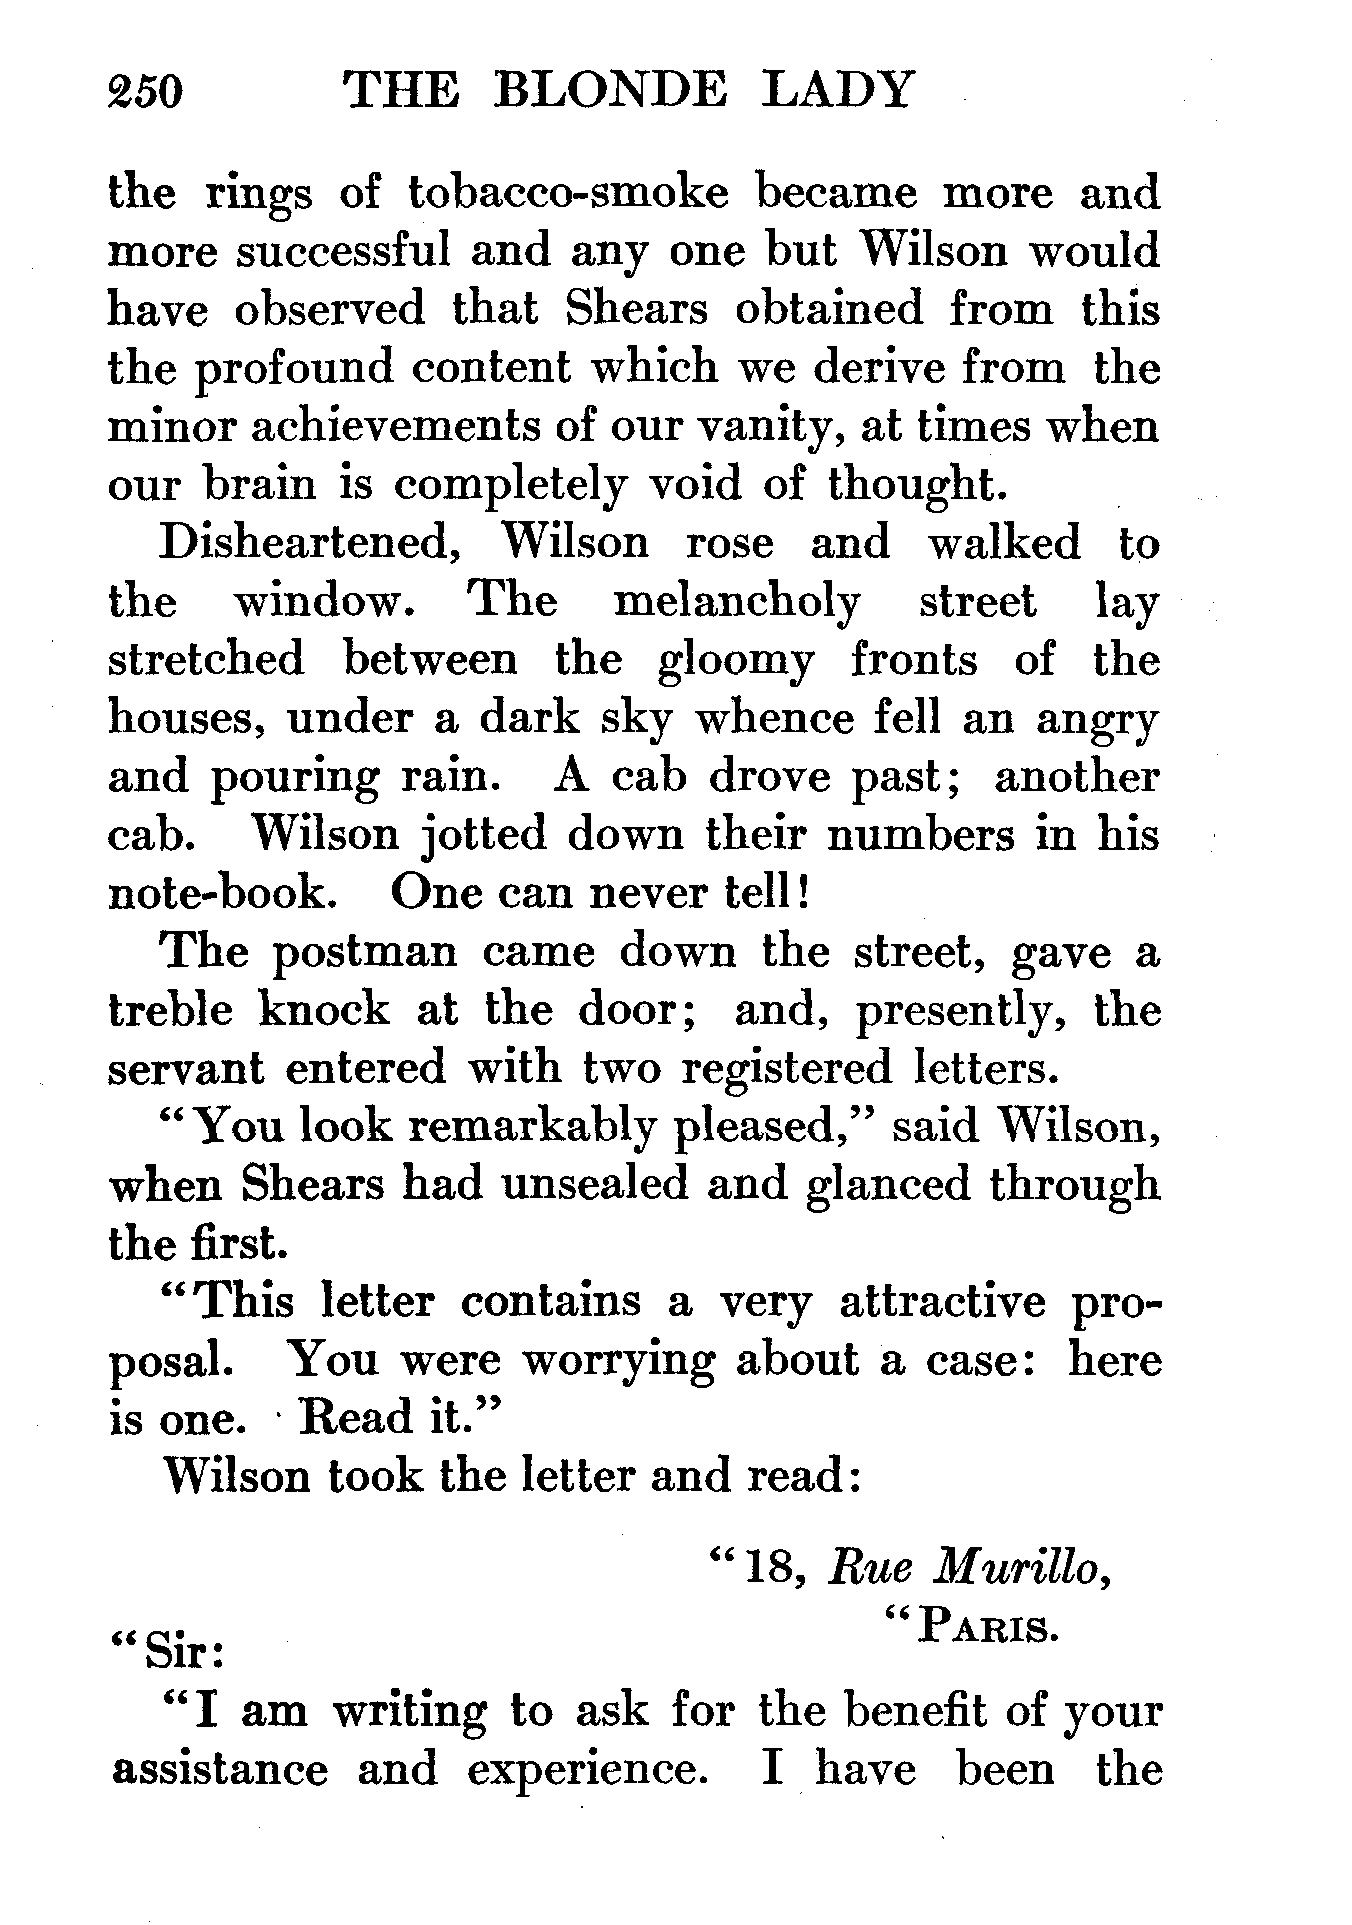 250 THE BLONDE LADY
the rings of tobacco-smoke became more and
more successful and any one but Wilson would
have observed that Shears obtained from this
the profound content which we derive from the
minor achievements of our vanity, at times when
our brain is completely void of thought.
Disheartened, Wilson rose and walked to
the window. The melancholy street lay
stretched between the gloomy fronts of the
houses, under a dark sky whence fell an angry
and pouring rain. A cab drove past; another
cab. Wilson jotted down their numbers in his
note-book. One can never tell!
The postman came down the street, gave a
treble knock at the door; and, presently, the
servant entered with two registered letters.
“You look remarkably pleased,” said Wilson,
when Shears had unsealed and glanced through
the first.
“This letter contains a very attractive pro-
posal. You were worrying about a case: here
is one. Read it.”
Wilson took the letter and read:
“18, Rue Murillo,
“PARIS.
“Sir:
“I am writing to ask for the benefit of your
assistance and experience. I have been the